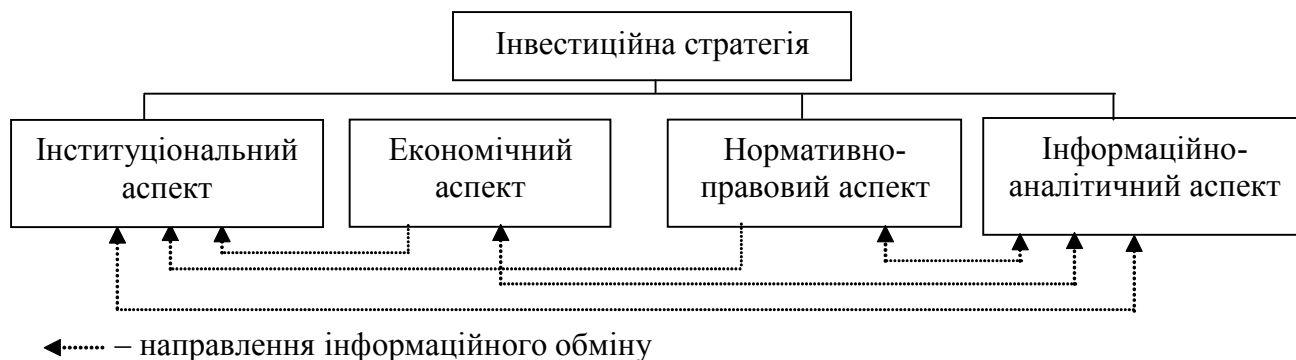 Інвестиційна стратегія
Інституціональний
аспект
Економічний
аспект
Нормативно-
правовий аспект
Інформаційно-
аналітичний аспект
– направлення інформаційного обміну